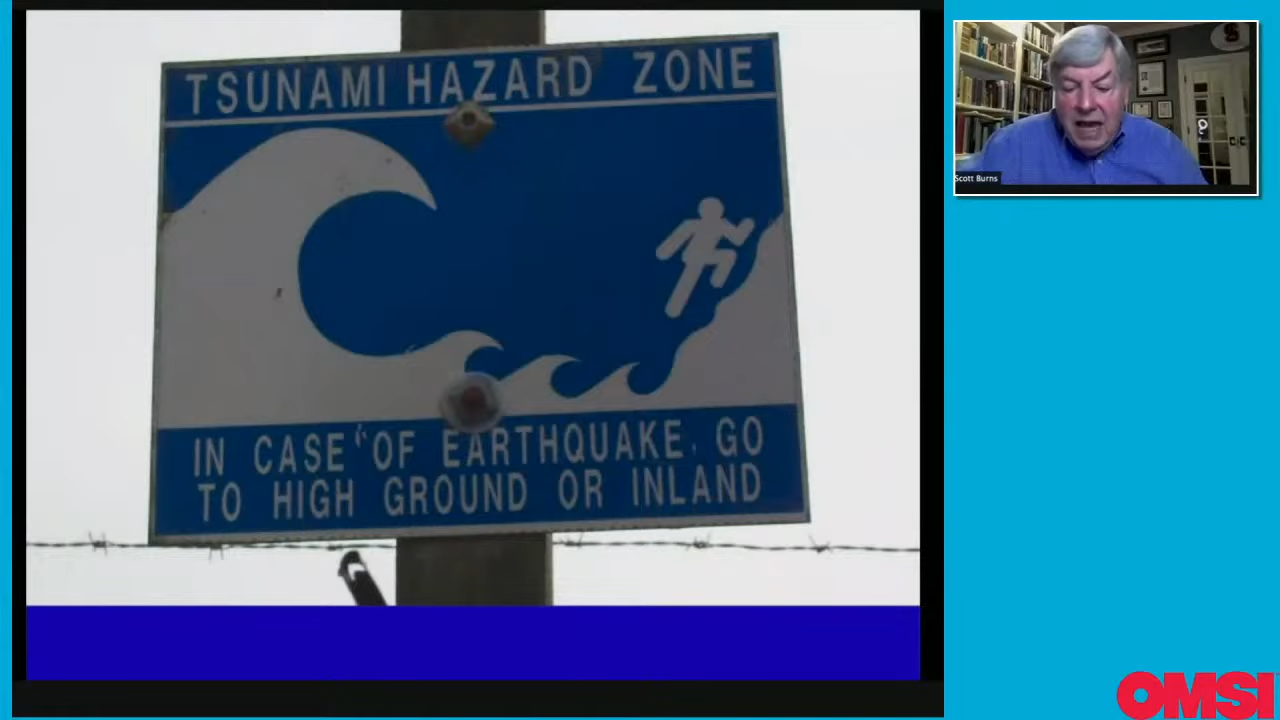 TSUNAMI HAZARD ZONE
IN CASE OF EARTHQUAKE, GO
TO HIGH GROUND OR INLAND
Scott Burns
OMSI